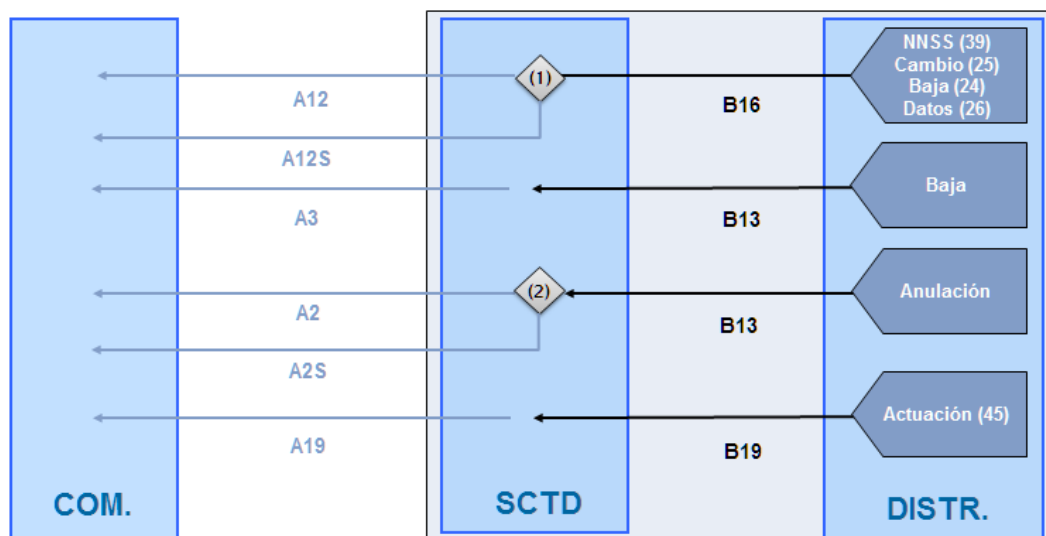 NNSS (39)
Cambio (25)
Baja (24)
Datos (26)
(1)
A12
B16
A12S
Baja
A3
B13
(2)
Anulación
A2
B13
A2S
Actuación (45)
A19
B19
COM.
SCTD
DISTR.